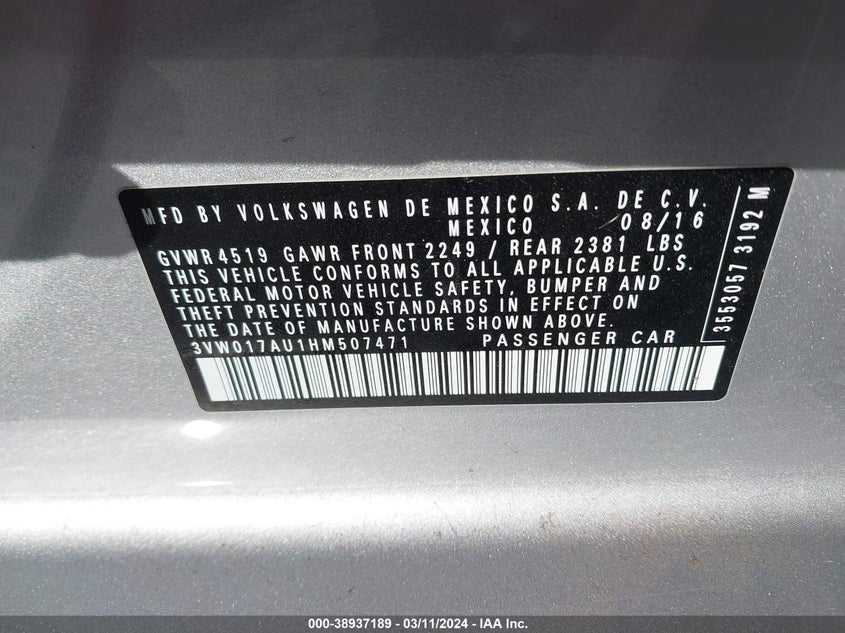 MFD BY VOLKSWAGEN DE MEXICO S.A. DE C.V.
MEXICO 08/16
GVWR 4519 GAWR FRONT 2249 / REAR 2381 LBS
THIS VEHICLE CONFORMS TO ALL APPLICABLE U.S.
FEDERAL MOTOR VEHICLE SAFETY, BUMPER AND
THEFT PREVENTION STANDARDS IN EFFECT ON
THE DATE OF MANUFACTURE SHOWN ABOVE.
3VW017AU1HM507471 PASSENGER CAR
3553057 3192 M
000-38937189 - 03/11/2024 - IAA Inc.